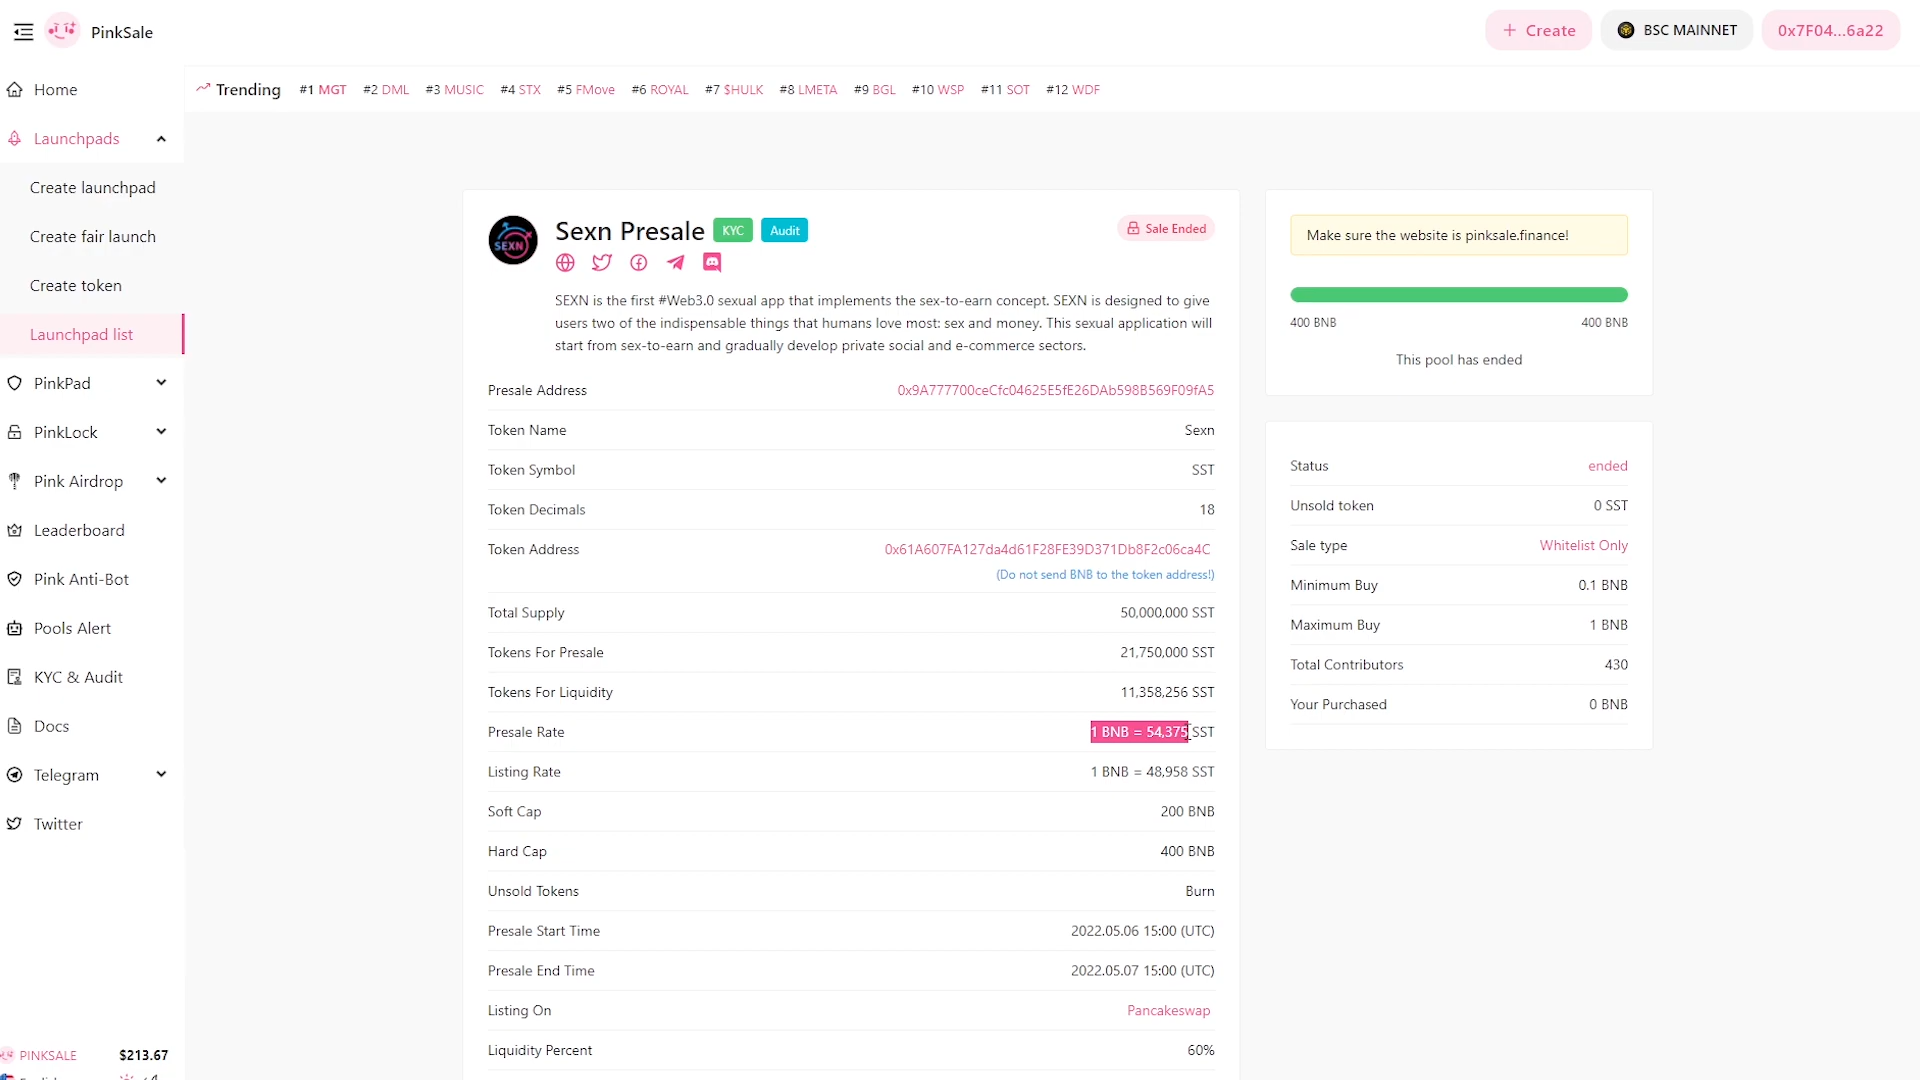 PinkSale
Create
BSC MAINNET
0x7F04...6a22
Home
Launchpads
Create launchpad
Create fair launch
Create token
Launchpad list
PinkPad
PinkLock
Pink Airdrop
Leaderboard
Pink Anti-Bot
Pools Alert
KYC & Audit
Docs
Telegram
Twitter
PINKSALE $213.67
Trending #1 MGT #2 DML #3 MUSIC #4 STX #5 FMove #6 ROYAL #7 $HULK #8 LMETA #9 BGL #10 WSP #11 SOT #12 WDF
SEXN
Sexn Presale KYC Audit
Sale Ended
SEXN is the first #Web3.0 sexual app that implements the sex-to-earn concept. SEXN is designed to give
users two of the indispensable things that humans love most: sex and money. This sexual application will
start from sex-to-earn and gradually develop private social and e-commerce sectors.
Presale Address 0x9A777700ceCfc04625E5fE26DAb598B569F09fA5
Token Name Sexn
Token Symbol SST
Token Decimals 18
Token Address 0x61A607FA127da4d61F28FE39D371Db8F2c06ca4C
(Do not send BNB to the token address!)
Total Supply 50,000,000 SST
Tokens For Presale 21,750,000 SST
Tokens For Liquidity 11,358,256 SST
Presale Rate 1 BNB = 54,375 SST
Listing Rate 1 BNB = 48,958 SST
Soft Cap 200 BNB
Hard Cap 400 BNB
Unsold Tokens Burn
Presale Start Time 2022.05.06 15:00 (UTC)
Presale End Time 2022.05.07 15:00 (UTC)
Listing On Pancakeswap
Liquidity Percent 60%
Make sure the website is pinksale.finance!
400 BNB 400 BNB
This pool has ended
Status ended
Unsold token 0 SST
Sale type Whitelist Only
Minimum Buy 0.1 BNB
Maximum Buy 1 BNB
Total Contributors 430
Your Purchased 0 BNB